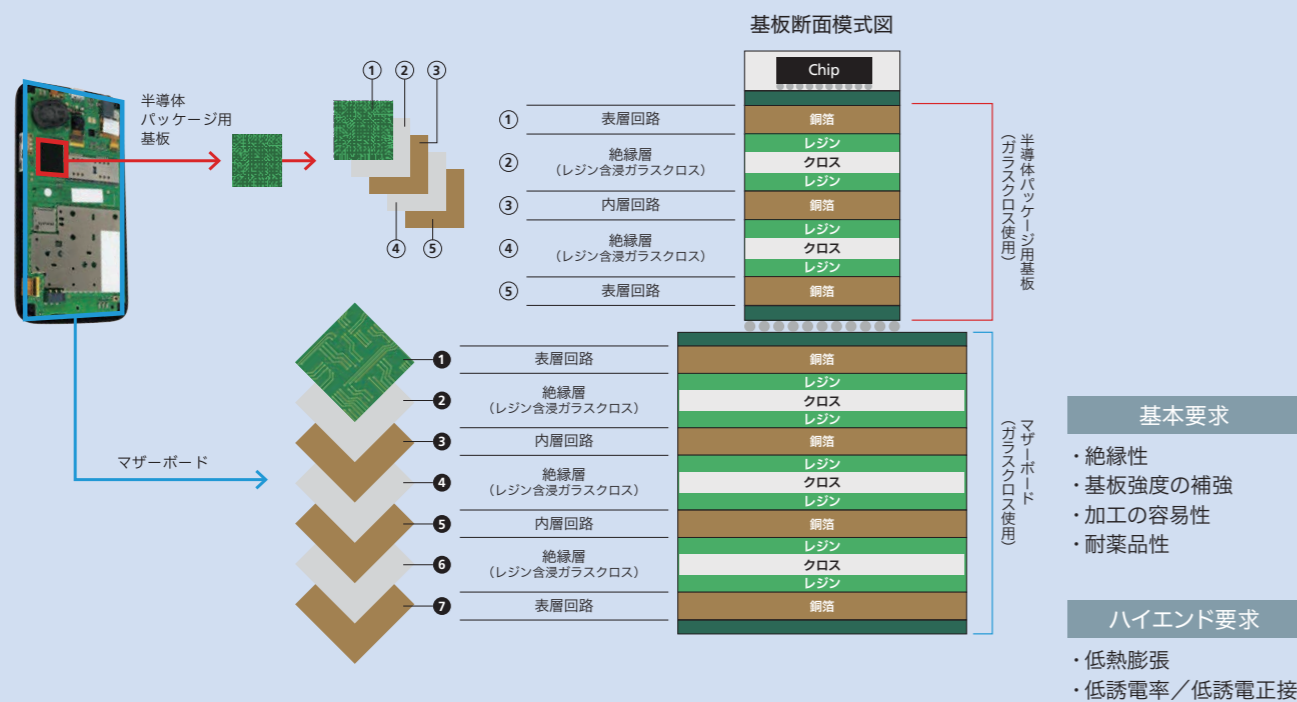 基板断面模式図
半導体
パッケージ用
基板
① ② ③
④ ⑤
Chip
① 表層回路 銅箔
② 絶縁層
（レジン含浸ガラスクロス）
レジン
クロス
レジン
③ 内層回路 銅箔
④ 絶縁層
（レジン含浸ガラスクロス）
レジン
クロス
レジン
⑤ 表層回路 銅箔
半導体パッケージ用基板
（ガラスクロス使用）
マザーボード
❶ 表層回路 銅箔
❷ 絶縁層
（レジン含浸ガラスクロス）
レジン
クロス
レジン
❸ 内層回路 銅箔
❹ 絶縁層
（レジン含浸ガラスクロス）
レジン
クロス
レジン
❺ 内層回路 銅箔
❻ 絶縁層
（レジン含浸ガラスクロス）
レジン
クロス
レジン
❼ 表層回路 銅箔
マザーボード
（ガラスクロス使用）
基本要求
・絶縁性
・基板強度の補強
・加工の容易性
・耐薬品性
ハイエンド要求
・低熱膨張
・低誘電率／低誘電正接